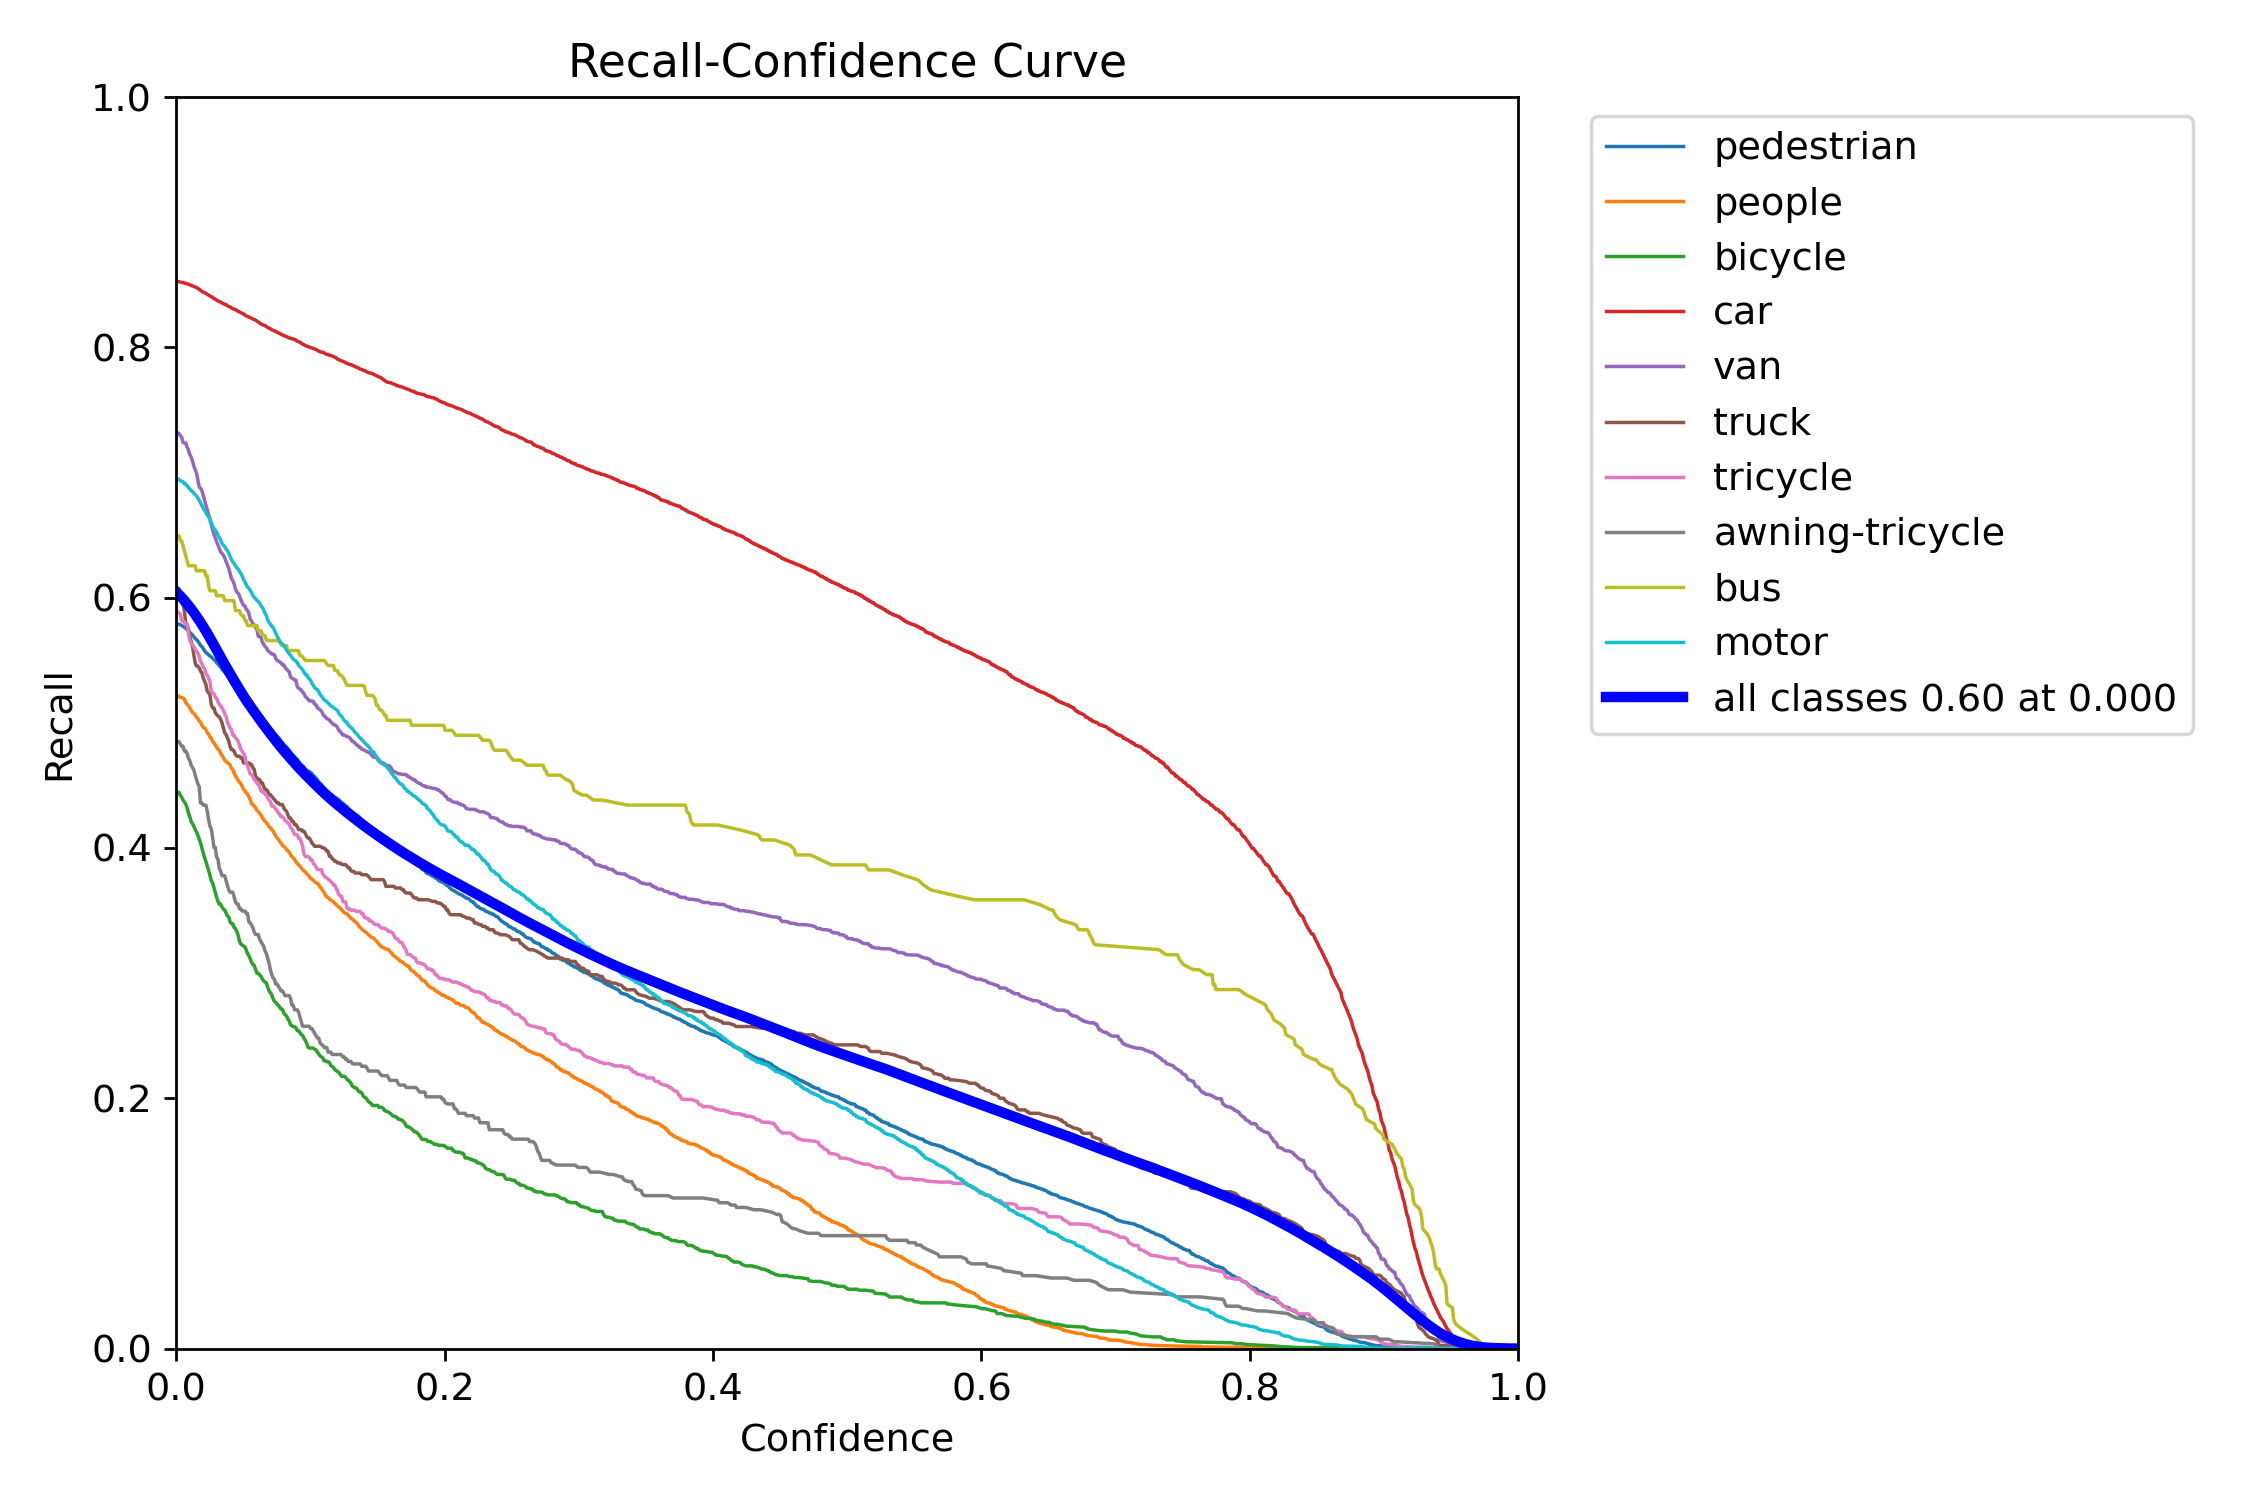 Recall-Confidence Curve
1.0
0.8
0.6
0.4
0.2
0.0
Recall
0.0 0.2 0.4 0.6 0.8 1.0
Confidence
pedestrian
people
bicycle
car
van
truck
tricycle
awning-tricycle
bus
motor
all classes 0.60 at 0.000